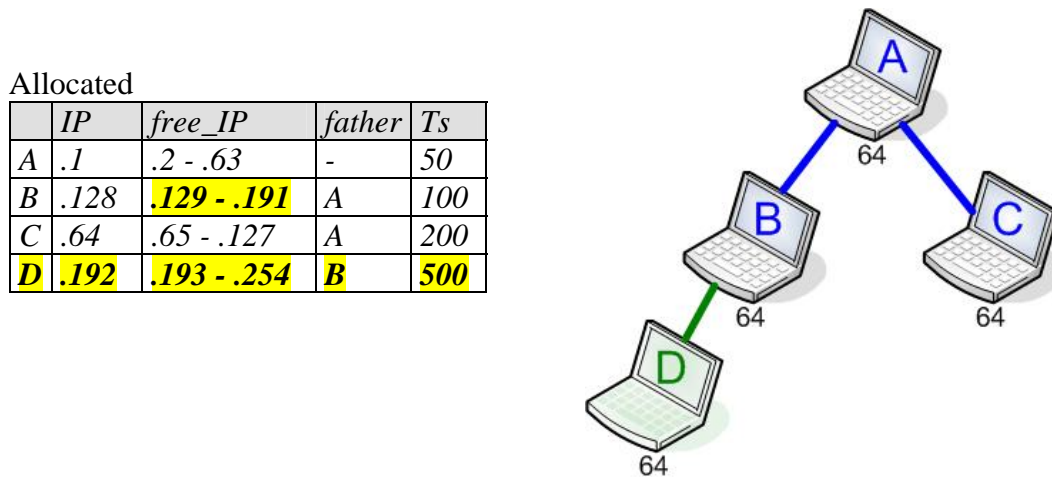 Allocated
IP free_IP father Ts
A .1 .2 - .63 - 50
B .128 .129 - .191 A 100
C .64 .65 - .127 A 200
D .192 .193 - .254 B 500
A
64
B
64
C
64
D
64